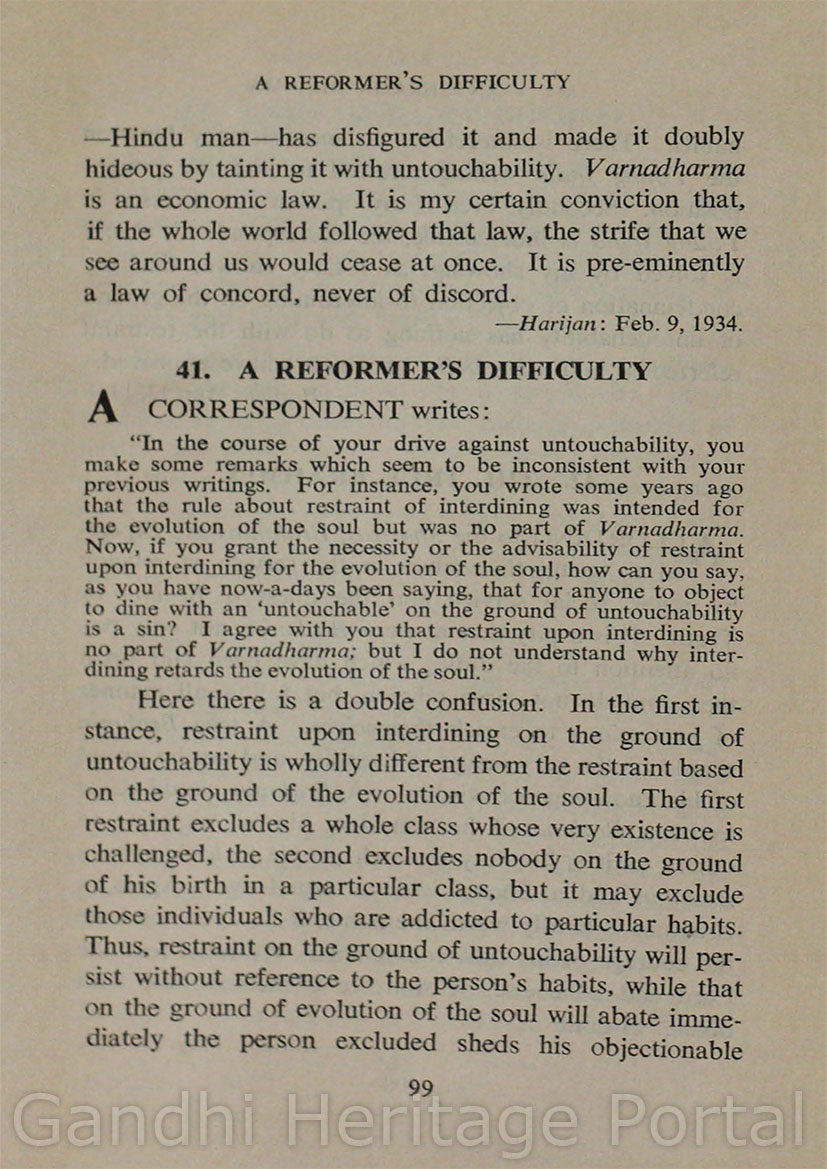 A REFORMER'S DIFFICULTY
—Hindu man—has disfigured it and made it doubly
hideous by tainting it with untouchability. Varnadharma
is an economic law. It is my certain conviction that,
if the whole world followed that law, the strife that we
see around us would cease at once. It is pre-eminently
a law of concord, never of discord.
—Harijan: Feb. 9, 1934.
41. A REFORMER'S DIFFICULTY
A CORRESPONDENT writes:
"In the course of your drive against untouchability, you
make some remarks which seem to be inconsistent with your
previous writings. For instance, you wrote some years ago
that the rule about restraint of interdining was intended for
the evolution of the soul but was no part of Varnadharma.
Now, if you grant the necessity or the advisability of restraint
upon interdining for the evolution of the soul, how can you say,
as you have now-a-days been saying, that for anyone to object
to dine with an 'untouchable' on the ground of untouchability
is a sin? I agree with you that restraint upon interdining is
no part of Varnadharma; but I do not understand why inter-
dining retards the evolution of the soul."
Here there is a double confusion. In the first in-
stance, restraint upon interdining on the ground of
untouchability is wholly different from the restraint based
on the ground of the evolution of the soul. The first
restraint excludes a whole class whose very existence is
challenged, the second excludes nobody on the ground
of his birth in a particular class, but it may exclude
those individuals who are addicted to particular habits.
Thus, restraint on the ground of untouchability will per-
sist without reference to the person's habits, while that
on the ground of evolution of the soul will abate imme-
diately the person excluded sheds his objectionable
99
Gandhi Heritage Portal